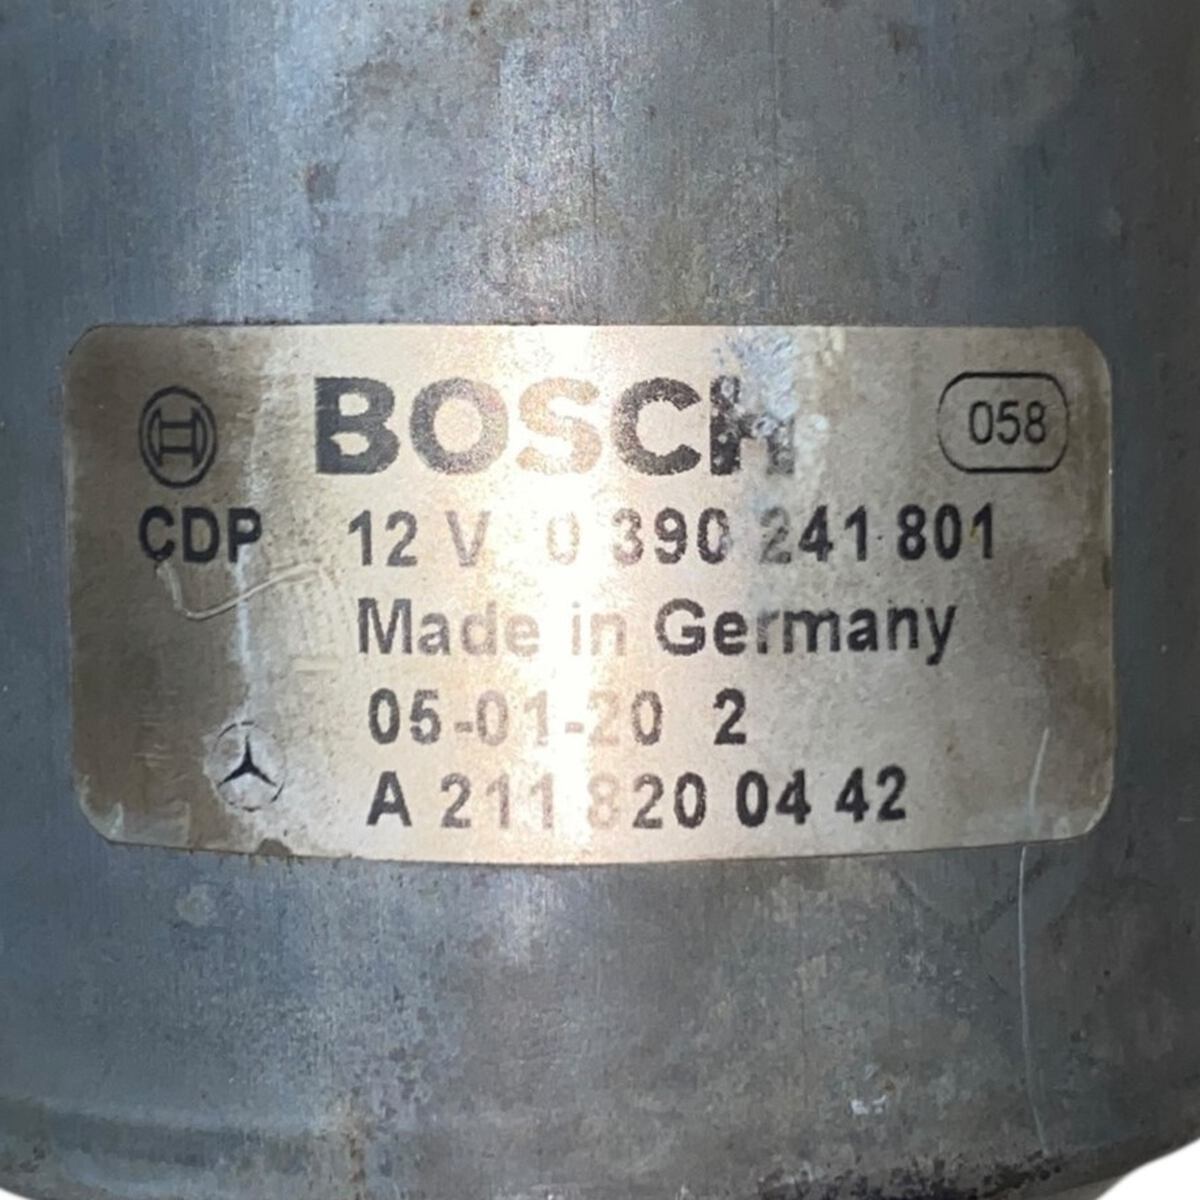 BOSCH 058
CDP 12 V 0 390 241 801
Made in Germany
05-01-20 2
A 211 820 04 42